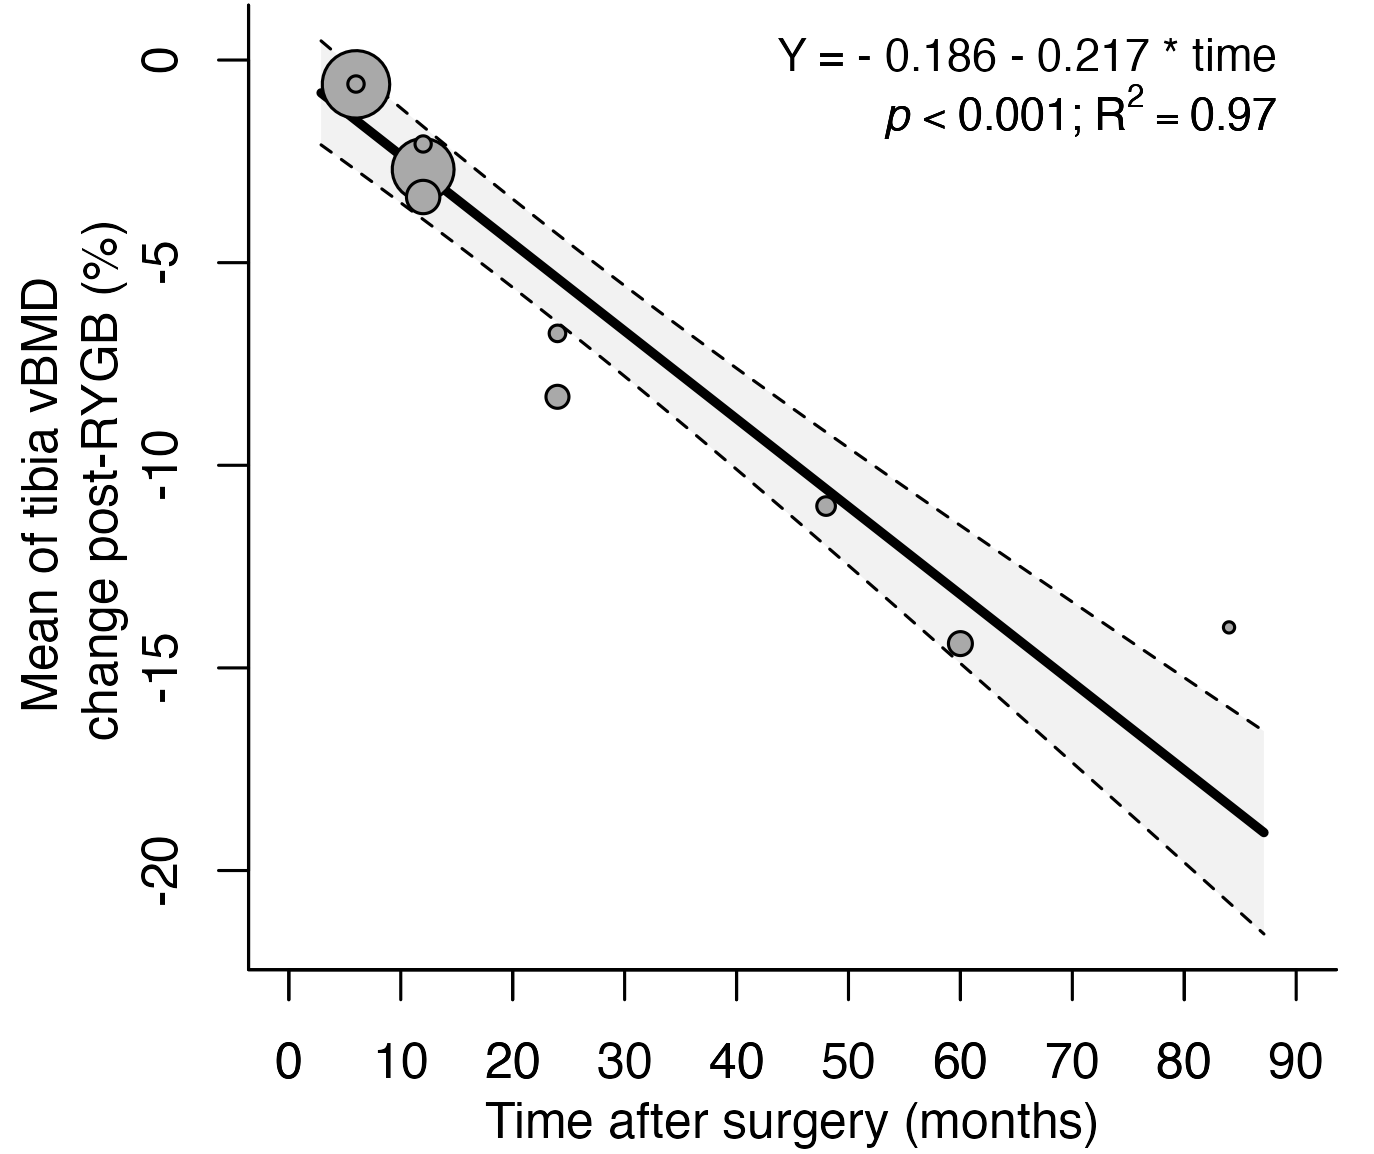 Y = - 0.186 - 0.217 * time
p < 0.001; R² = 0.97
Mean of tibia vBMD
change post-RYGB (%)
0
-5
-10
-15
-20
0 10 20 30 40 50 60 70 80 90
Time after surgery (months)